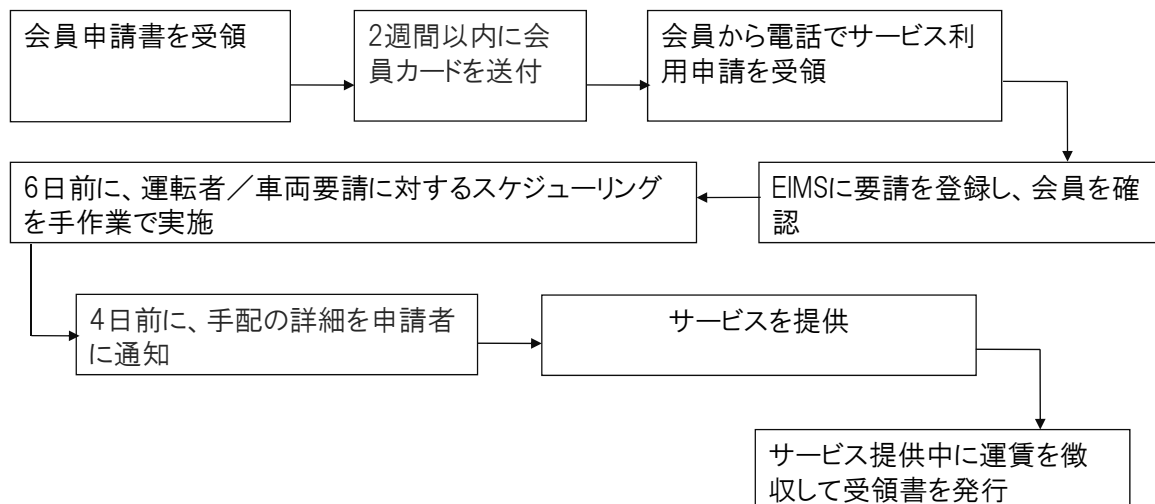 会員申請書を受領
2週間以内に会
員カードを送付
会員から電話でサービス利
用申請を受領
EIMSに要請を登録し、会員を確
認
6日前に、運転者／車両要請に対するスケジューリング
を手作業で実施
4日前に、手配の詳細を申請者
に通知
サービスを提供
サービス提供中に運賃を徴
収して受領書を発行